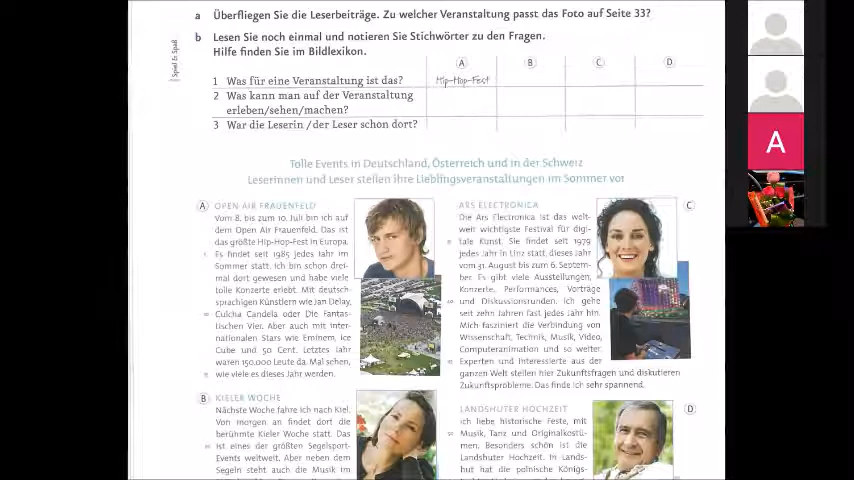 a Überfliegen Sie die Leserbeiträge. Zu welcher Veranstaltung passt das Foto auf Seite 33?
b Lesen Sie noch einmal und notieren Sie Stichwörter zu den Fragen.
Hilfe finden Sie im Bildlexikon.
Spiel & Spaß
A B C D
1 Was für eine Veranstaltung ist das? Hip-Hop-Fest
2 Was kann man auf der Veranstaltung
erleben/sehen/machen?
3 War die Leserin / der Leser schon dort?
Tolle Events in Deutschland, Österreich und in der Schweiz
Leserinnen und Leser stellen ihre Lieblingsveranstaltungen im Sommer vor
A OPEN AIR FRAUENFELD
Vom 8. bis zum 10. Juli bin ich auf
dem Open Air Frauenfeld. Das ist
das größte Hip-Hop-Fest in Europa.
Es findet seit 1985 jedes Jahr im
Sommer statt. Ich bin schon drei-
mal dort gewesen und habe viele
tolle Konzerte erlebt. Mit deutsch-
sprachigen Künstlern wie Jan Delay,
Culcha Candela oder Die Fantas-
tischen Vier. Aber auch mit inter-
nationalen Stars wie Eminem, Ice
Cube und 50 Cent. Letztes Jahr
waren 150.000 Leute da. Mal sehen,
wie viele es dieses Jahr werden.
B KIELER WOCHE
Nächste Woche fahre ich nach Kiel.
Von morgen an findet dort die
berühmte Kieler Woche statt. Das
ist eines der größten Segelsport-
Events weltweit. Aber neben dem
Segeln steht auch die Musik im
ARS ELECTRONICA C
Die Ars Electronica ist das welt-
weit wichtigste Festival für digi-
tale Kunst. Sie findet seit 1979
jedes Jahr in Linz statt, dieses Jahr
vom 31. August bis zum 6. Septem-
ber. Es gibt viele Ausstellungen,
Konzerte, Performances, Vorträge
und Diskussionsrunden. Ich gehe
seit zehn Jahren fast jedes Jahr hin.
Mich fasziniert die Verbindung von
Wissenschaft, Technik, Musik, Video,
Computeranimation und so weiter.
Experten und Interessierte aus der
ganzen Welt stellen hier Zukunftsfragen und diskutieren
Zukunftsprobleme. Das finde ich sehr spannend.
LANDSHUTER HOCHZEIT D
Ich liebe historische Feste, mit
Musik, Tanz und Originalkostü-
men. Besonders schön ist die
Landshuter Hochzeit. In Lands-
hut hat die polnische Königs-
A